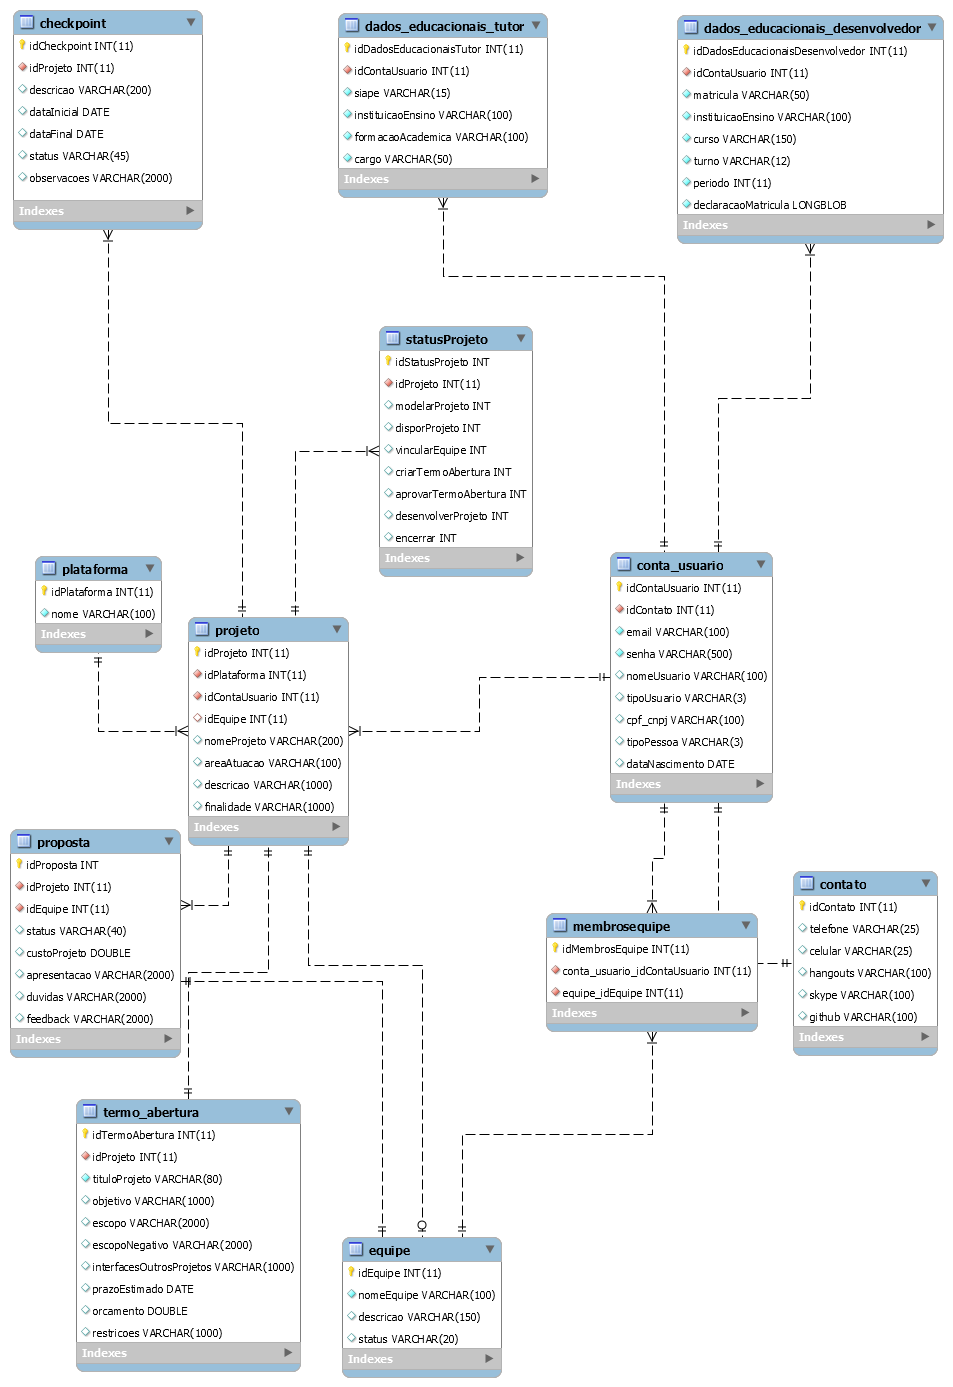 checkpoint
idCheckpoint INT(11)
idProjeto INT(11)
descricao VARCHAR(200)
dataInicial DATE
dataFinal DATE
status VARCHAR(45)
observacoes VARCHAR(2000)
Indexes
dados_educacionais_tutor
idDadosEducacionaisTutor INT(11)
idContaUsuario INT(11)
siape VARCHAR(15)
instituicaoEnsino VARCHAR(100)
formacaoAcademica VARCHAR(100)
cargo VARCHAR(50)
Indexes
dados_educacionais_desenvolvedor
idDadosEducacionaisDesenvolvedor INT(11)
idContaUsuario INT(11)
matricula VARCHAR(50)
instituicaoEnsino VARCHAR(100)
curso VARCHAR(150)
turno VARCHAR(12)
periodo INT(11)
declaracaoMatricula LONGBLOB
Indexes
statusProjeto
idStatusProjeto INT
idProjeto INT(11)
modelarProjeto INT
disporProjeto INT
vincularEquipe INT
criarTermoAbertura INT
aprovarTermoAbertura INT
desenvolverProjeto INT
encerrar INT
Indexes
plataforma
idPlataforma INT(11)
nome VARCHAR(100)
Indexes
projeto
idProjeto INT(11)
idPlataforma INT(11)
idContaUsuario INT(11)
idEquipe INT(11)
nomeProjeto VARCHAR(200)
areaAtuacao VARCHAR(100)
descricao VARCHAR(1000)
finalidade VARCHAR(1000)
Indexes
conta_usuario
idContaUsuario INT(11)
idContato INT(11)
email VARCHAR(100)
senha VARCHAR(500)
nomeUsuario VARCHAR(100)
tipoUsuario VARCHAR(3)
cpf_cnpj VARCHAR(100)
tipoPessoa VARCHAR(3)
dataNascimento DATE
Indexes
proposta
idProposta INT
idProjeto INT(11)
idEquipe INT(11)
status VARCHAR(40)
custoProjeto DOUBLE
apresentacao VARCHAR(2000)
duvidas VARCHAR(2000)
feedback VARCHAR(2000)
Indexes
membrosequipe
idMembrosEquipe INT(11)
conta_usuario_idContaUsuario INT(11)
equipe_idEquipe INT(11)
Indexes
contato
idContato INT(11)
telefone VARCHAR(25)
celular VARCHAR(25)
hangouts VARCHAR(100)
skype VARCHAR(100)
github VARCHAR(100)
Indexes
termo_abertura
idTermoAbertura INT(11)
idProjeto INT(11)
tituloProjeto VARCHAR(80)
objetivo VARCHAR(1000)
escopo VARCHAR(2000)
escopoNegativo VARCHAR(2000)
interfacesOutrosProjetos VARCHAR(1000)
prazoEstimado DATE
orcamento DOUBLE
restricoes VARCHAR(1000)
Indexes
equipe
idEquipe INT(11)
nomeEquipe VARCHAR(100)
descricao VARCHAR(150)
status VARCHAR(20)
Indexes